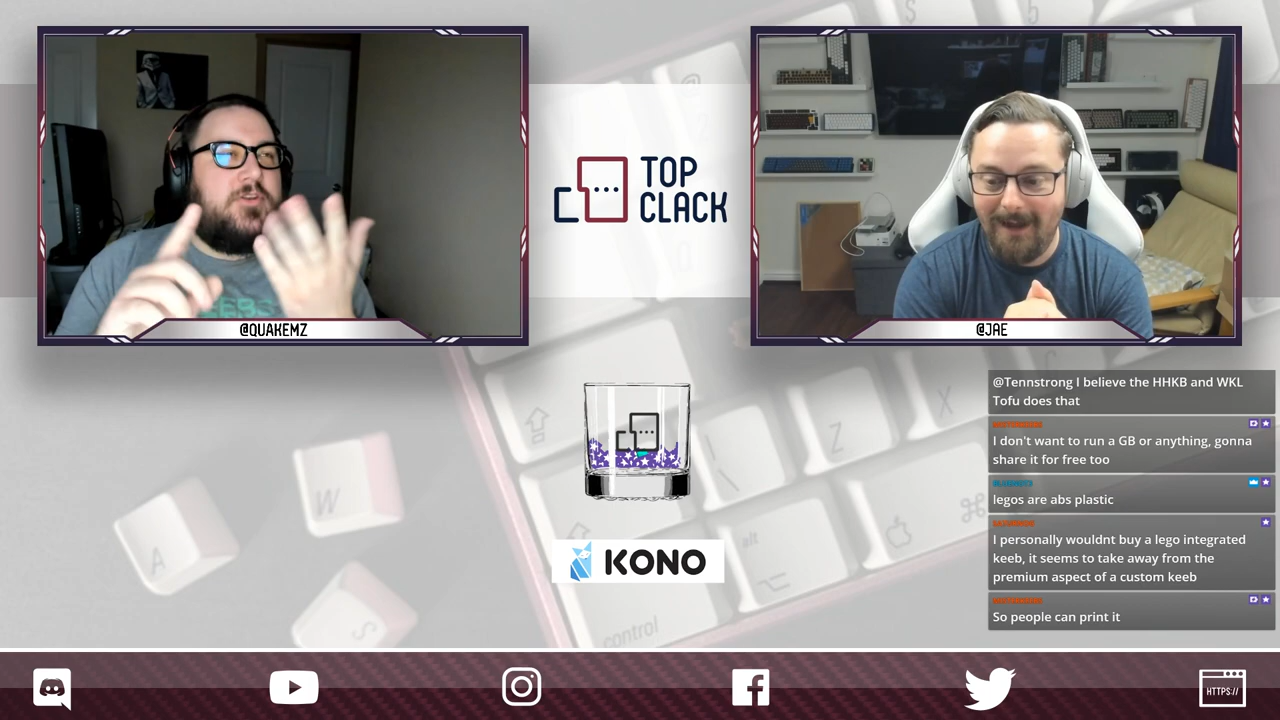 TOP
CLACK
@QUAKEMZ
@JAE
@Tennstrong I believe the HHKB and WKL
Tofu does that
I don't want to run a GB or anything, gonna
share it for free too
legos are abs plastic
I personally wouldnt buy a lego integrated
keeb, it seems to take away from the
premium aspect of a custom keeb
So people can print it
KONO
A
S
Z
X
alt
control
HTTPS://